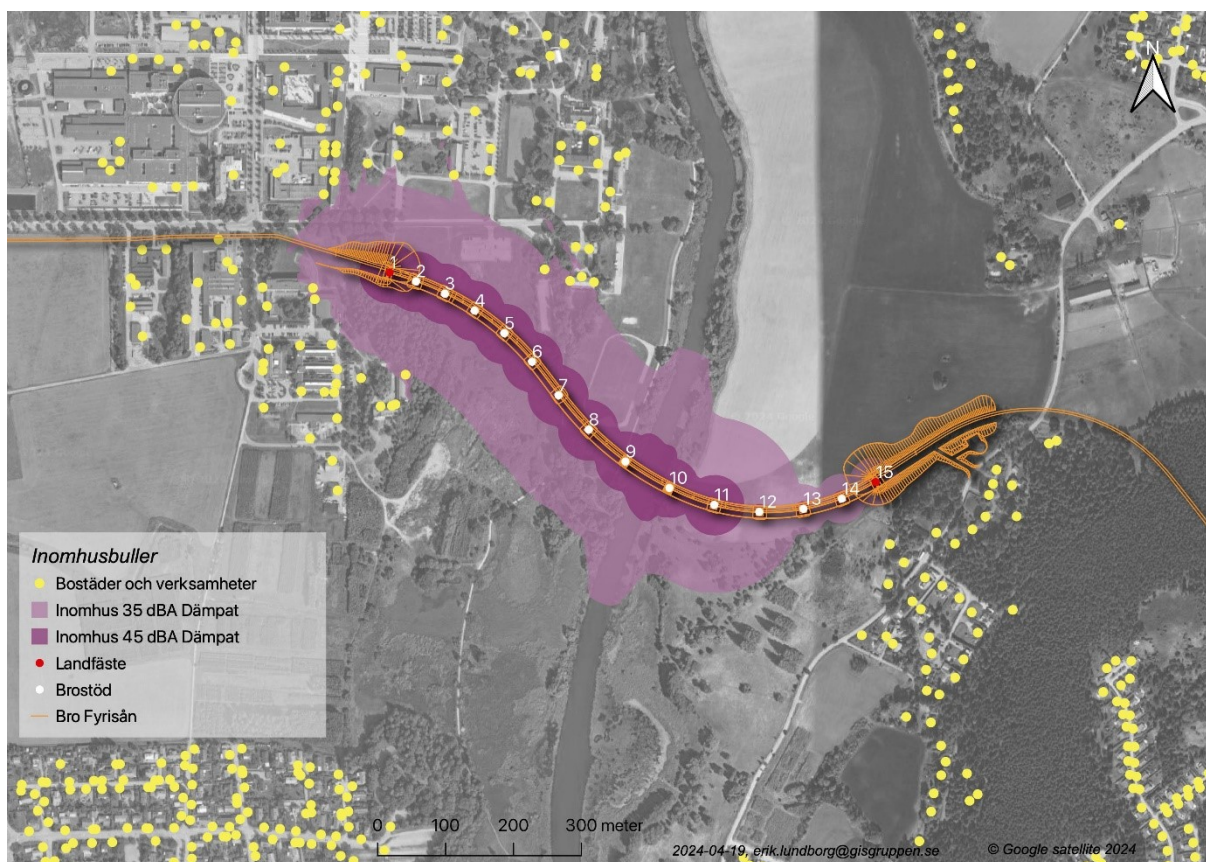 N
1
2
3
4
5
6
7
8
9
10
11
12
13
14
15
Inomhusbuller
Bostäder och verksamheter
Inomhus 35 dBA Dämpat
Inomhus 45 dBA Dämpat
Landfäste
Brostöd
Bro Fyrisån
0 100 200 300 meter
2024-04-19, erik.lundborg@gisgruppen.se © Google satellite 2024